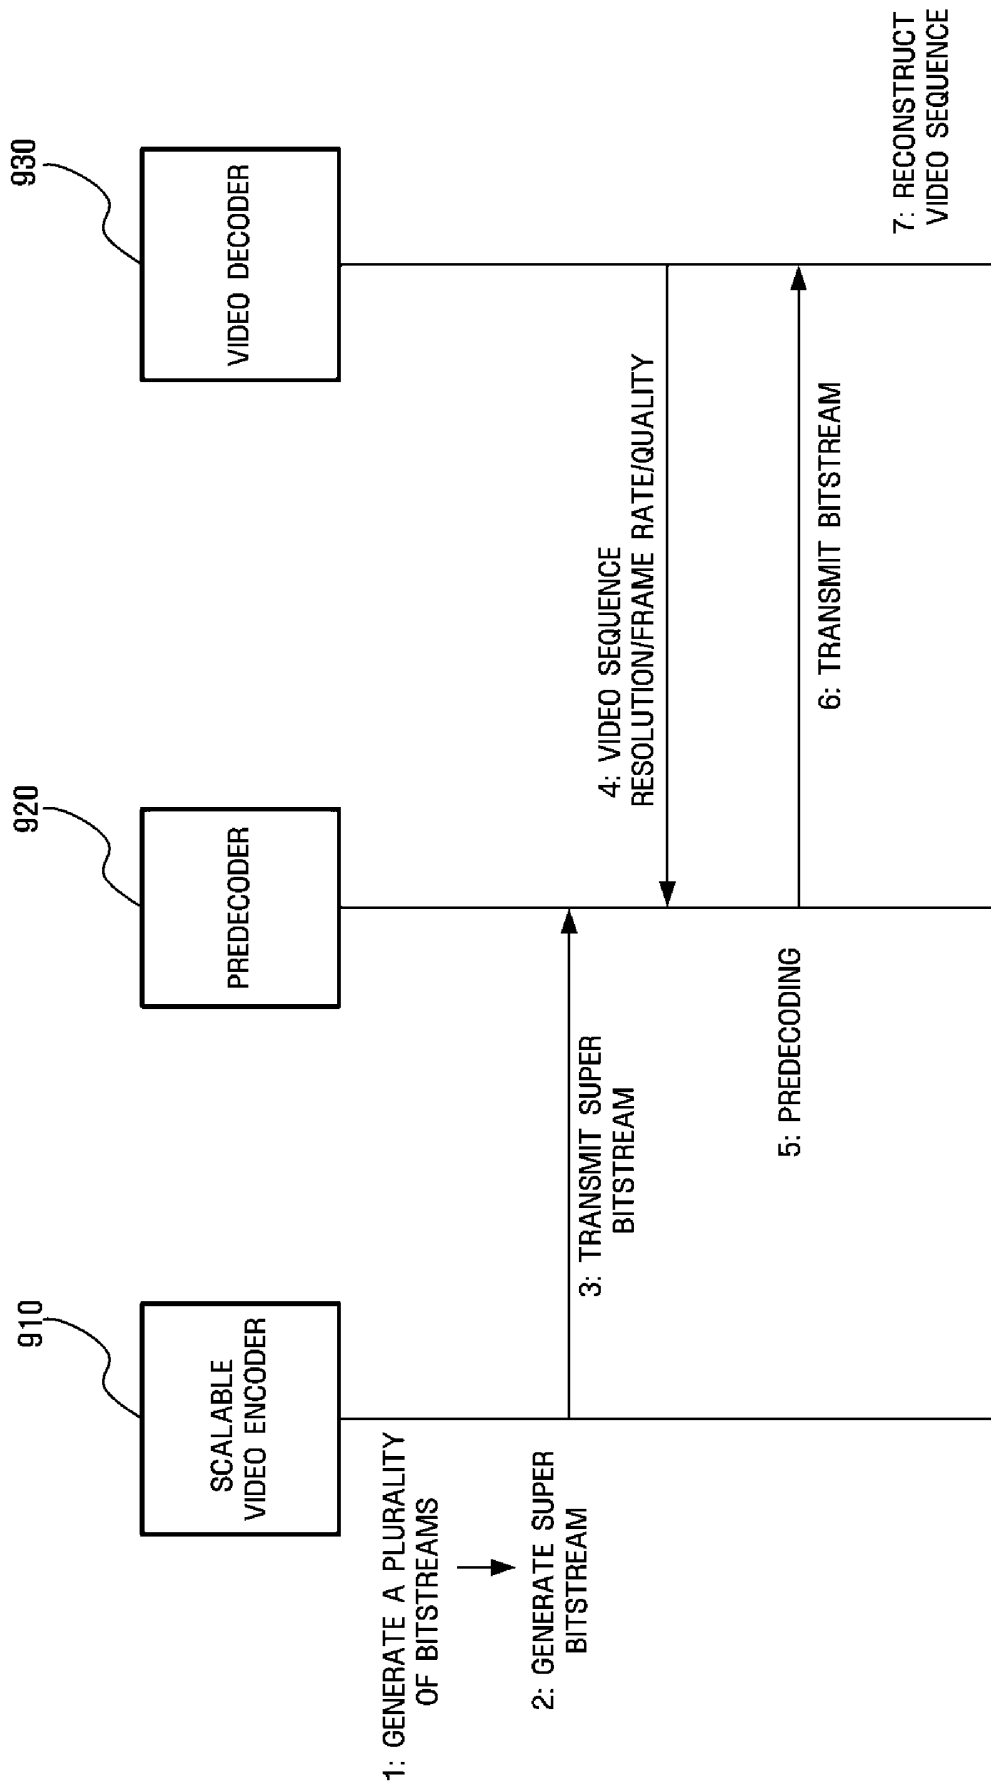 910
920
930
SCALABLE
VIDEO ENCODER
PREDECODER
VIDEO DECODER
1: GENERATE A PLURALITY
OF BITSTREAMS
2: GENERATE SUPER
BITSTREAM
3: TRANSMIT SUPER
BITSTREAM
4: VIDEO SEQUENCE
RESOLUTION/FRAME RATE/QUALITY
5: PREDECODING
6: TRANSMIT BITSTREAM
7: RECONSTRUCT
VIDEO SEQUENCE